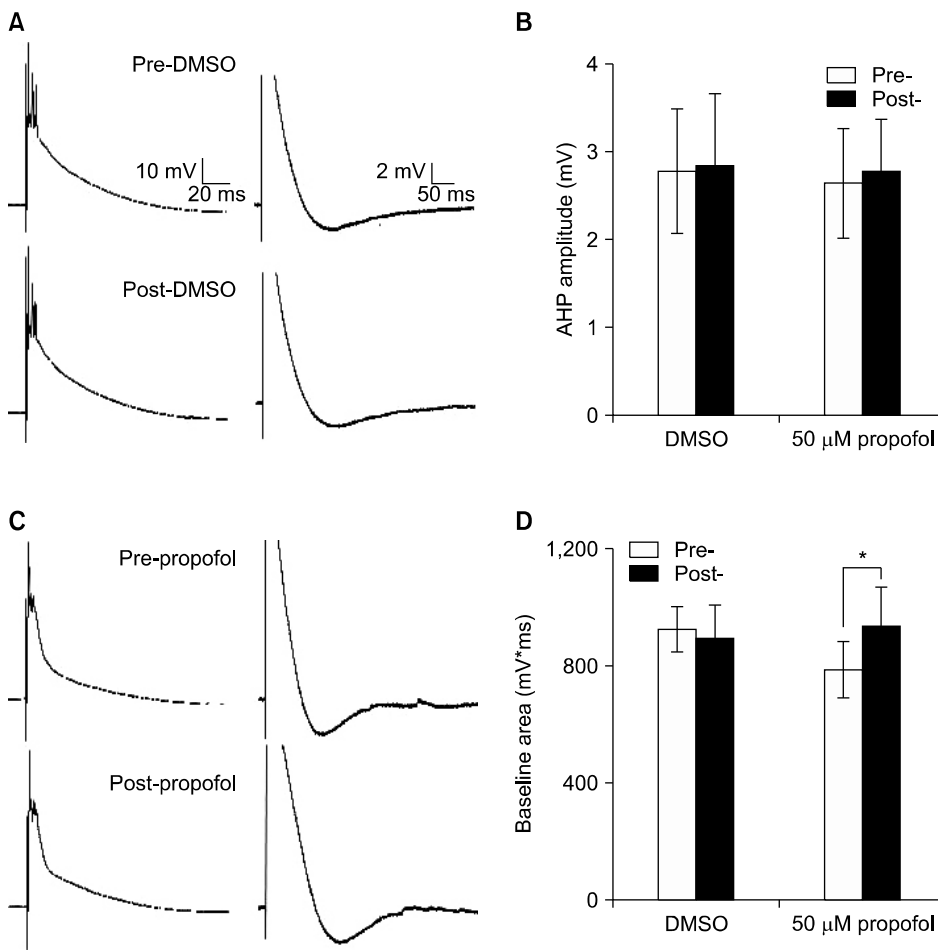 A
Pre-DMSO
10 mV
20 ms
2 mV
50 ms
Post-DMSO
B
AHP amplitude (mV)
4
3
2
1
0
Pre-
Post-
DMSO
50 μM propofol
C
Pre-propofol
Post-propofol
D
Baseline area (mV*ms)
1,200
800
400
0
Pre-
Post-
*
DMSO
50 μM propofol